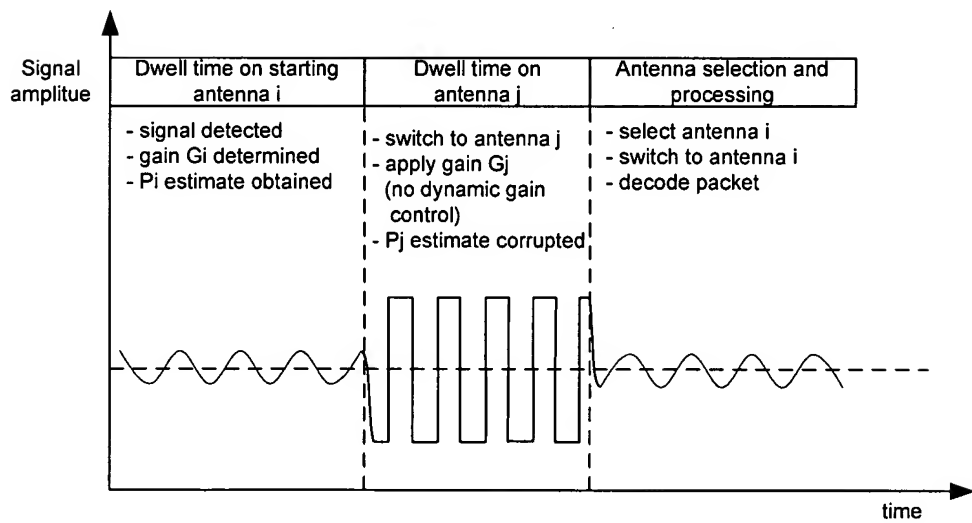 Signal
amplitue
Dwell time on starting
antenna i
Dwell time on
antenna j
Antenna selection and
processing
- signal detected
- gain Gi determined
- Pi estimate obtained
- switch to antenna j
- apply gain Gj
(no dynamic gain
control)
- Pj estimate corrupted
- select antenna i
- switch to antenna i
- decode packet
time